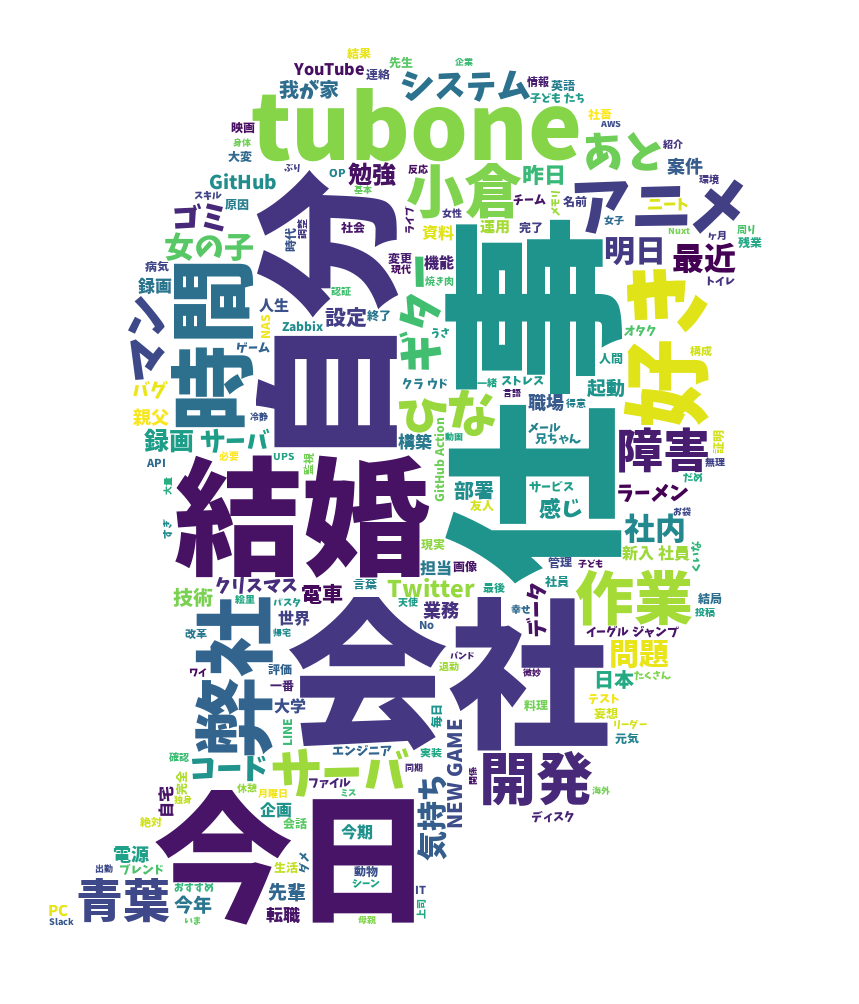 結果
先生
企業
YouTube
連絡
システム
情報
英語
我が家
子ども たち
tubone
社畜
AWS
映画
身体
大変
あと
紹介
ぶり
OP
勉強
反応
小倉
昨日
案件
環境
GitHub
スキル
原因
基本
自分
チーム
メモリ
名前
アニメ
ニート
ゴミ
社会
ライブ
女性
資料
運用
完了
女子
Nuxt
ヶ月
周り
残業
女の子
時代
変更
現代
機能
仕事
明日
最近
病気
録画
時間
認証
焼き肉
トイレ
マン
NAS
人生
設定
終了
ギター
うさ
好き
オタク
Zabbix
ゲーム
人間
構成
バグ
クラウド
一緒
ストレス
言語
起動
親父
冷静
ひな
職場
得意
録画 サーバ
構築
動画
メール
兄ちゃん
障害
証明
API
必要
UPS
監視
GitHub Action
無理
大量
結婚
部署
サービス
ラーメン
だめ
友人
感じ
お袋
すぎ
現実
社内
新入 社員
クリスマス
電車
言葉
担当
画像
管理
子ども
技術
絵里
パスタ
Twitter
最後
社員
作業
結局
投稿
世界
天使
業務
幸せ
データ
改革
帰宅
会社
No
イーグル ジャンプ
弊社
ワイ
評価
バンド
退勤
微妙
問題
一番
日本
たくさん
大学
料理
テスト
妄想
リーダー
LINE
毎日
元気
エンジニア
実装
NEW GAME
確認
コード
サーバ
同期
関係
開発
完全
独身
休憩
ファイル
ミス
気持ち
海外
自宅
月曜日
今日
企画
絶対
会話
今期
ディスク
電源
出勤
ブレンド
生活
ダメ
動物
シーン
IT
青葉
おすすめ
今年
先輩
PC
Slack
いま
転職
母親
上司